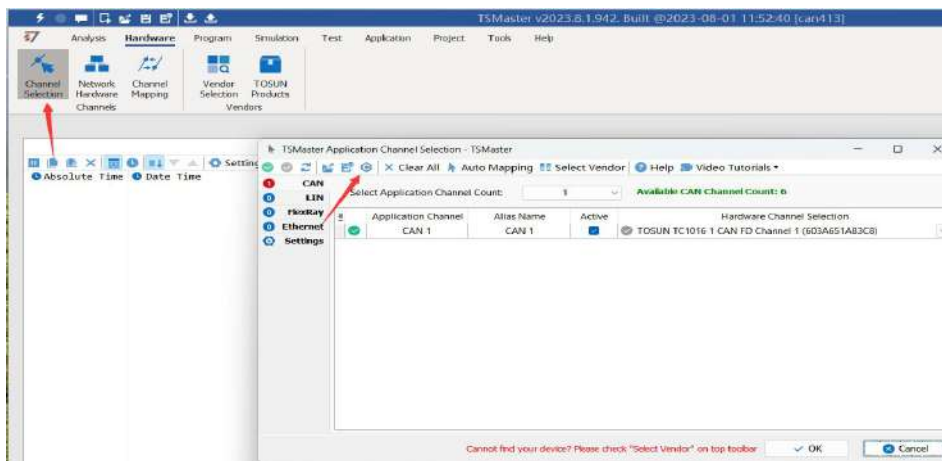 TSMaster v2023.8.1.942. Built @2023-08-01 11:52:40 [can413]
Analysis Hardware Program Simulation Test Application Project Tools Help
Channel Selection
Network Hardware
Channel Mapping
Vendor Selection
TOSUN Products
Channels Vendors
TSMaster Application Channel Selection - TSMaster
Setting
Clear All Auto Mapping Select Vendor Help Video Tutorials
Absolute Time Date Time
1 CAN
0 LIN
0 FlexRay
0 Ethernet
Settings
Select Application Channel Count: 1 Available CAN Channel Count: 6
# Application Channel Alias Name Active Hardware Channel Selection
CAN 1 CAN 1 TOSUN TC1016 1 CAN FD Channel 1 (603A651A83C8)
Cannot find your device? Please check "Select Vendor" on top toolbar OK Cancel